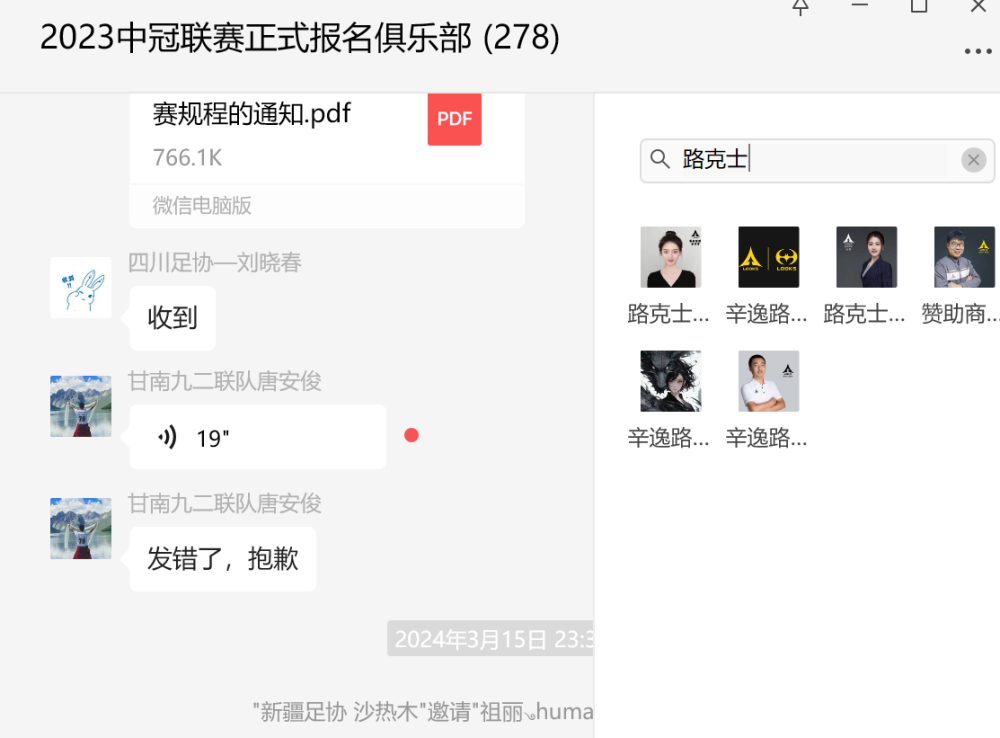 2023中冠联赛正式报名俱乐部 (278)
赛规程的通知.pdf
PDF
766.1K
微信电脑版
四川足协—刘晓春
收到
甘南九二联队唐安俊
19"
甘南九二联队唐安俊
发错了，抱歉
2024年3月15日 23:3
"新疆足协 沙热木"邀请"祖丽
huma
路克士
LOOKS
LOOKS
路克士...
辛逸路...
路克士...
赞助商...
辛逸路...
辛逸路...